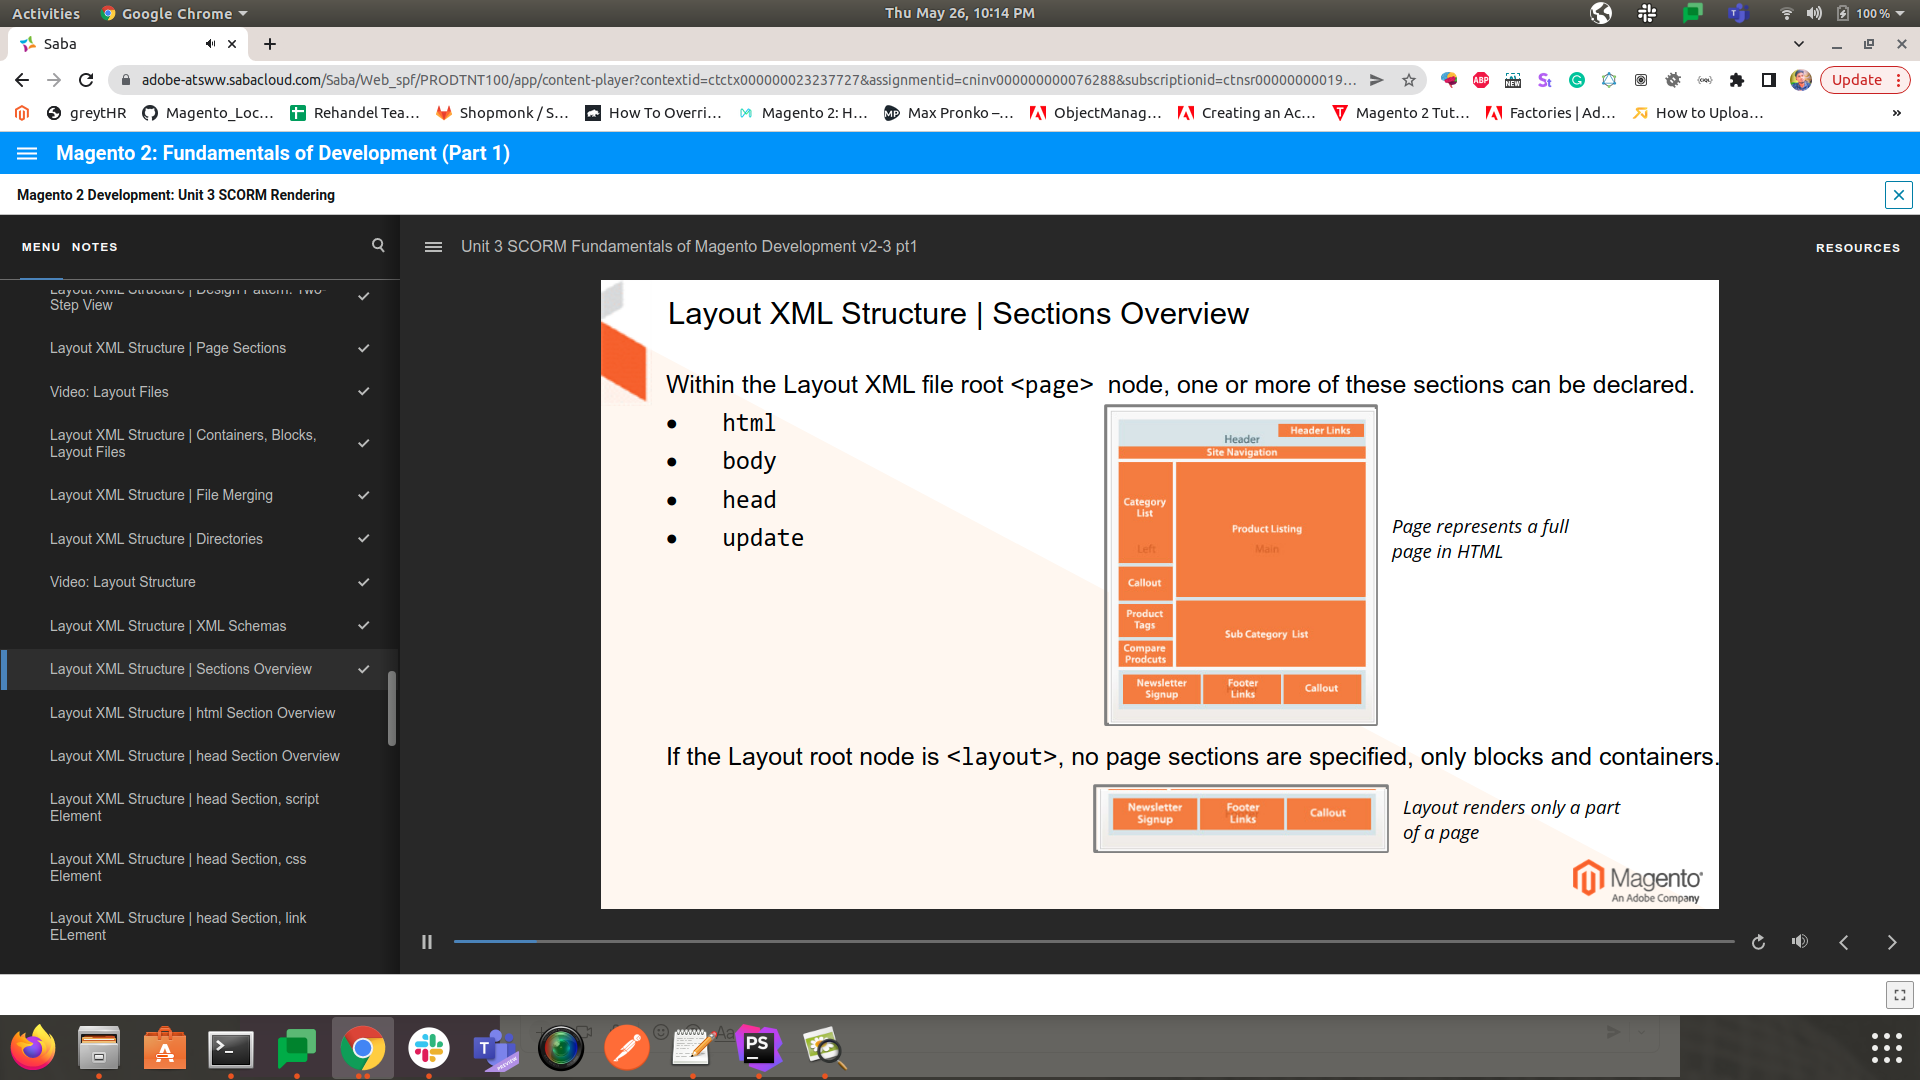 Activities
Google Chrome
Thu May 26, 10:14 PM
100 %
Saba
adobe-atsww.sabacloud.com/Saba/Web_spf/PRODTNT100/app/content-player?contextid=ctctx000000023237727&assignmentid=cninv000000000076288&subscriptionid=ctnsr00000000019...
ABP
NEW
St
Update
greytHR
Magento_Loc...
Rehandel Tea...
Shopmonk / S...
How To Overri...
Magento 2: H...
Max Pronko –...
ObjectManag...
Creating an Ac...
Magento 2 Tut...
Factories | Ad...
How to Uploa...
»
Magento 2: Fundamentals of Development (Part 1)
Magento 2 Development: Unit 3 SCORM Rendering
MENU NOTES
Unit 3 SCORM Fundamentals of Magento Development v2-3 pt1
RESOURCES
Layout XML Structure | Design Pattern: Two-
Step View
Layout XML Structure | Page Sections
Video: Layout Files
Layout XML Structure | Containers, Blocks,
Layout Files
Layout XML Structure | File Merging
Layout XML Structure | Directories
Video: Layout Structure
Layout XML Structure | XML Schemas
Layout XML Structure | Sections Overview
Layout XML Structure | html Section Overview
Layout XML Structure | head Section Overview
Layout XML Structure | head Section, script
Element
Layout XML Structure | head Section, css
Element
Layout XML Structure | head Section, link
ELement
Layout XML Structure | Sections Overview
Within the Layout XML file root <page> node, one or more of these sections can be declared.
• html
• body
• head
• update
Header
Header Links
Site Navigation
Category
List
Left
Product Listing
Main
Callout
Product
Tags
Compare
Prodcuts
Sub Category List
Newsletter
Signup
Footer
Links
Callout
Page represents a full
page in HTML
If the Layout root node is <layout>, no page sections are specified, only blocks and containers.
Newsletter
Signup
Footer
Links
Callout
Layout renders only a part
of a page
Magento
An Adobe Company
PS
Aa